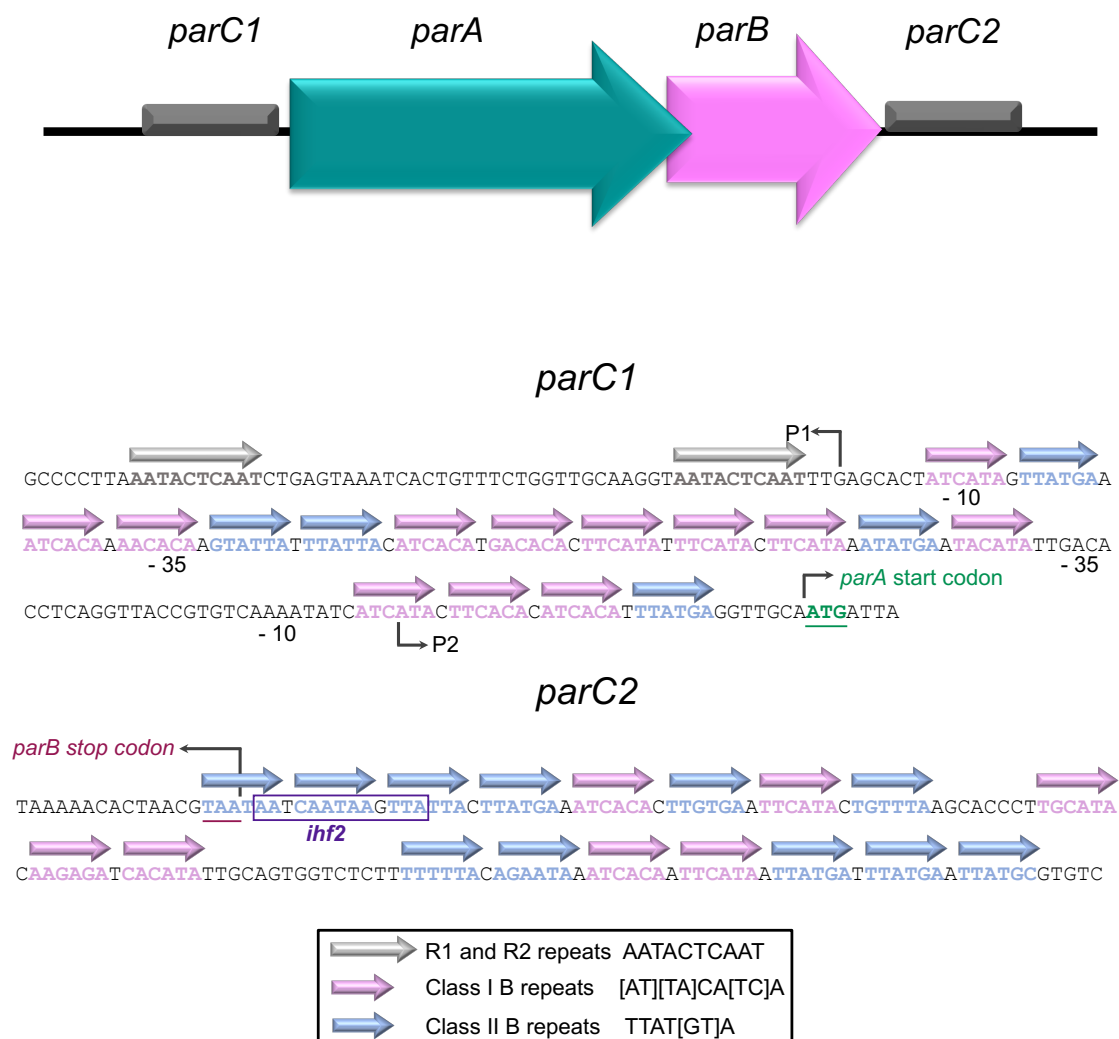 parC1 parA parB parC2
parC1
P1
GCCCCTTAAATACTCAATCTGAGTAAATCACTGTTTCTGGTTGCAAGGTAATACTCAATTTGAGCACTATCATAGTTATGAA
- 10
ATCACAAAACACAAGTATTATTTATTACATCACATGACACACTTCATATTTCATACTTCATAAATATGAATACATATTGACA
- 35 - 35
CCTCAGGTTACCGTGTCAAAATATCATCATACTTCACACATCACATTTATGAGGTTGCAATGATTA
parA start codon
- 10
P2
parC2
parB stop codon
TAAAAACACTAACGTAATAATCAATAAGTTATTACTTATGAAATCACACTTGTGAATTCATACTGTTTAAGCACCCTTGCATA
ihf2
CAAGAGATCACATATTGCAGTGGTCTCTTTTTTTACAGAATAAATCACAATTCATAATTATGATTTATGAATTATGCGTGTC
R1 and R2 repeats AATACTCAAT
Class I B repeats [AT][TA]CA[TC]A
Class II B repeats TTAT[GT]A